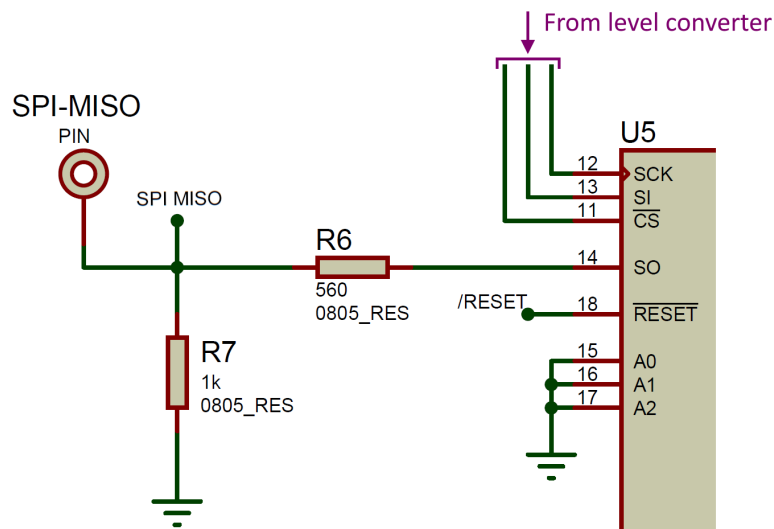 From level converter
SPI-MISO
PIN
U5
12
SCK
13
SI
11
CS
SPI MISO
R6
560
0805_RES
14
SO
/RESET
18
RESET
R7
1k
0805_RES
15
A0
16
A1
17
A2